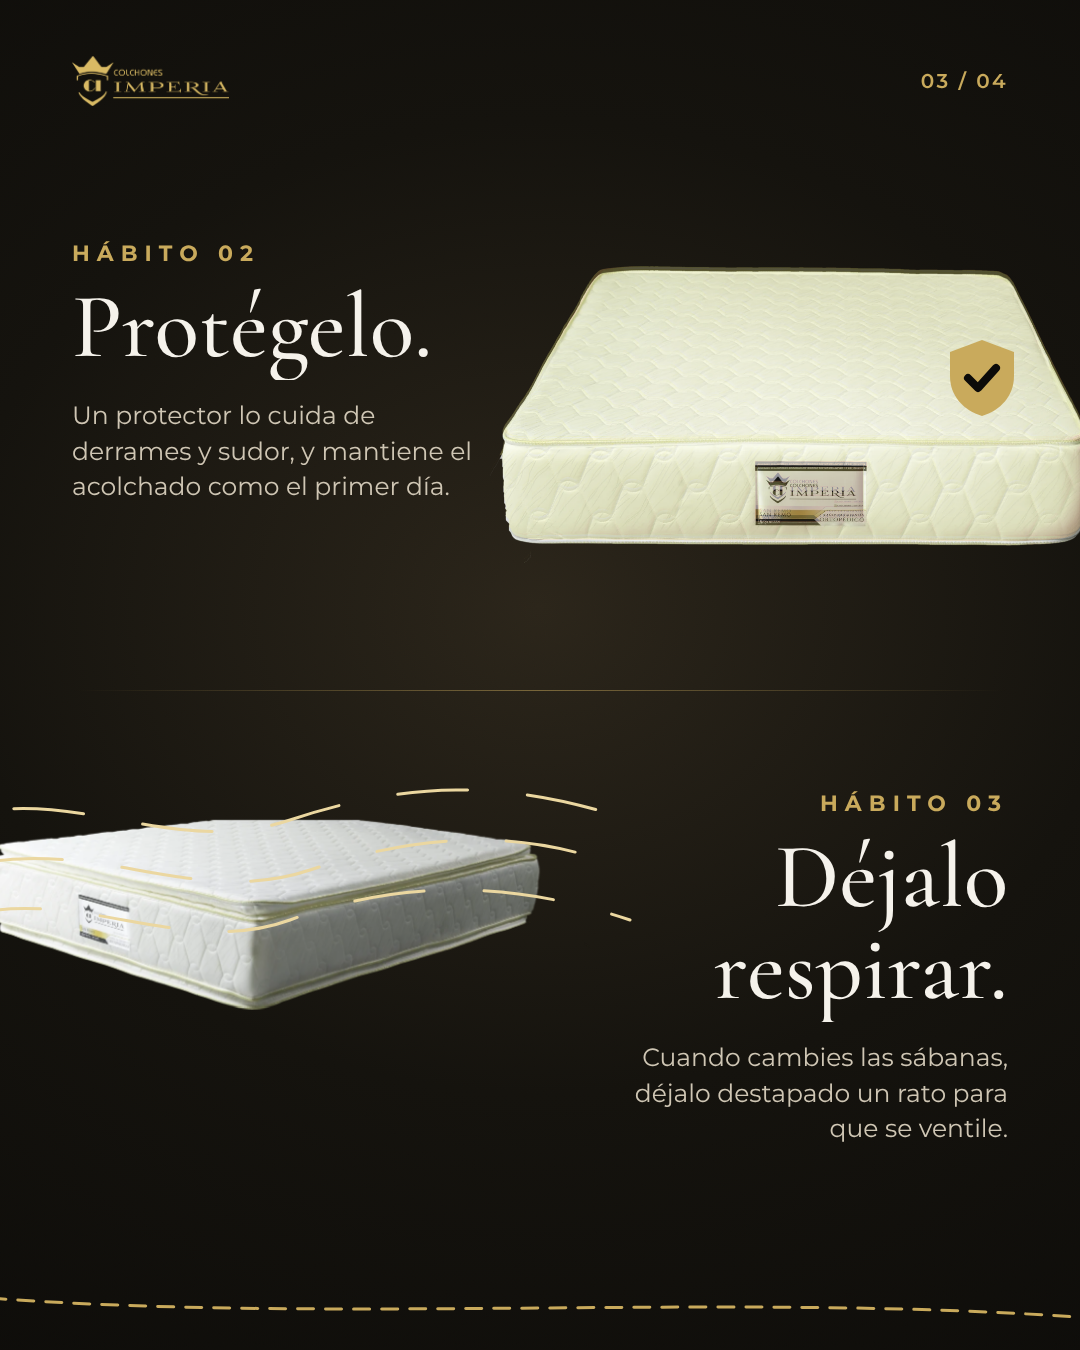 COLCHONES
IMPERIA
03 / 04
HÁBITO 02
Protégelo.
Un protector lo cuida de
derrames y sudor, y mantiene el
acolchado como el primer día.
COLCHONES
IMPERIA
IMPERIA
HÁBITO 03
Déjalo
respirar.
Cuando cambies las sábanas,
déjalo destapado un rato para
que se ventile.